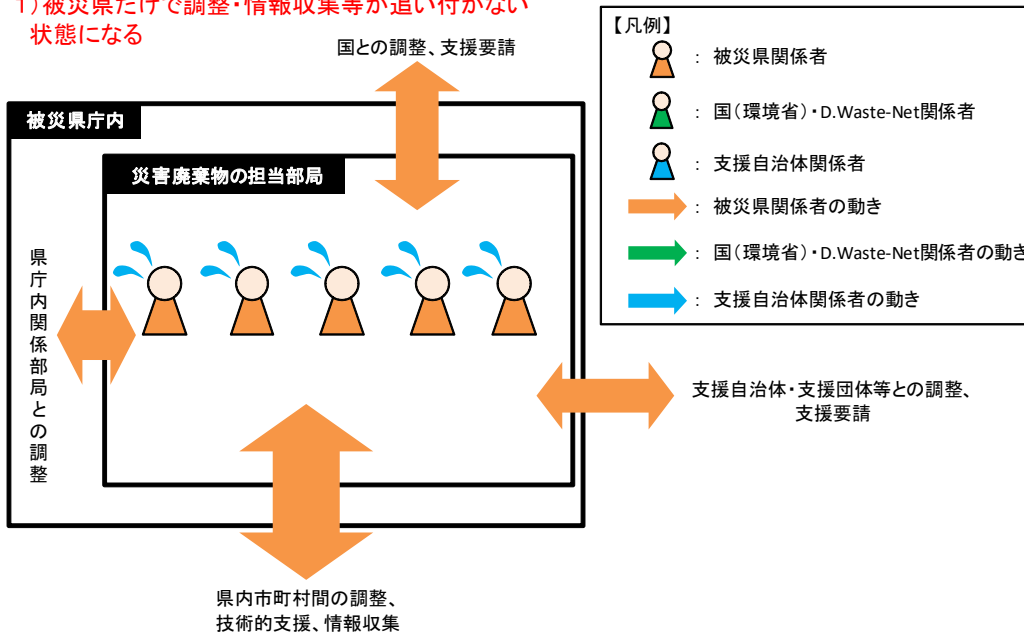 1)被災県だけで調整・情報収集等が追い付かない
状態になる
国との調整、支援要請
被災県庁内
災害廃棄物の担当部局
県庁内関係部局との調整
支援自治体・支援団体等との調整、
支援要請
県内市町村間の調整、
技術的支援、情報収集
【凡例】
： 被災県関係者
： 国(環境省)・D.Waste-Net関係者
： 支援自治体関係者
： 被災県関係者の動き
： 国(環境省)・D.Waste-Net関係者の動き
： 支援自治体関係者の動き